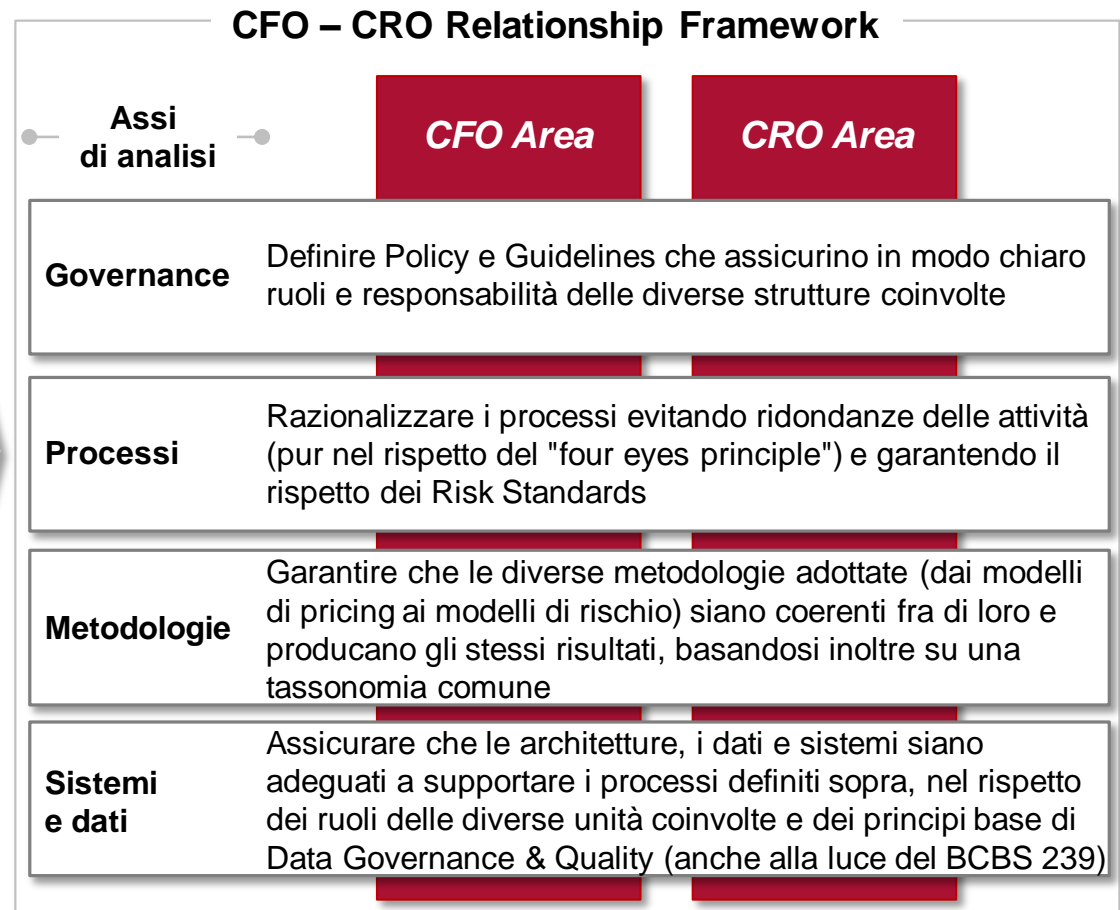 CFO – CRO Relationship Framework
Assi
di analisi
CFO Area
CRO Area
Governance
Definire Policy e Guidelines che assicurino in modo chiaro
ruoli e responsabilità delle diverse strutture coinvolte
Processi
Razionalizzare i processi evitando ridondanze delle attività
(pur nel rispetto del "four eyes principle") e garantendo il
rispetto dei Risk Standards
Metodologie
Garantire che le diverse metodologie adottate (dai modelli
di pricing ai modelli di rischio) siano coerenti fra di loro e
producano gli stessi risultati, basandosi inoltre su una
tassonomia comune
Sistemi
e dati
Assicurare che le architetture, i dati e sistemi siano
adeguati a supportare i processi definiti sopra, nel rispetto
dei ruoli delle diverse unità coinvolte e dei principi base di
Data Governance & Quality (anche alla luce del BCBS 239)